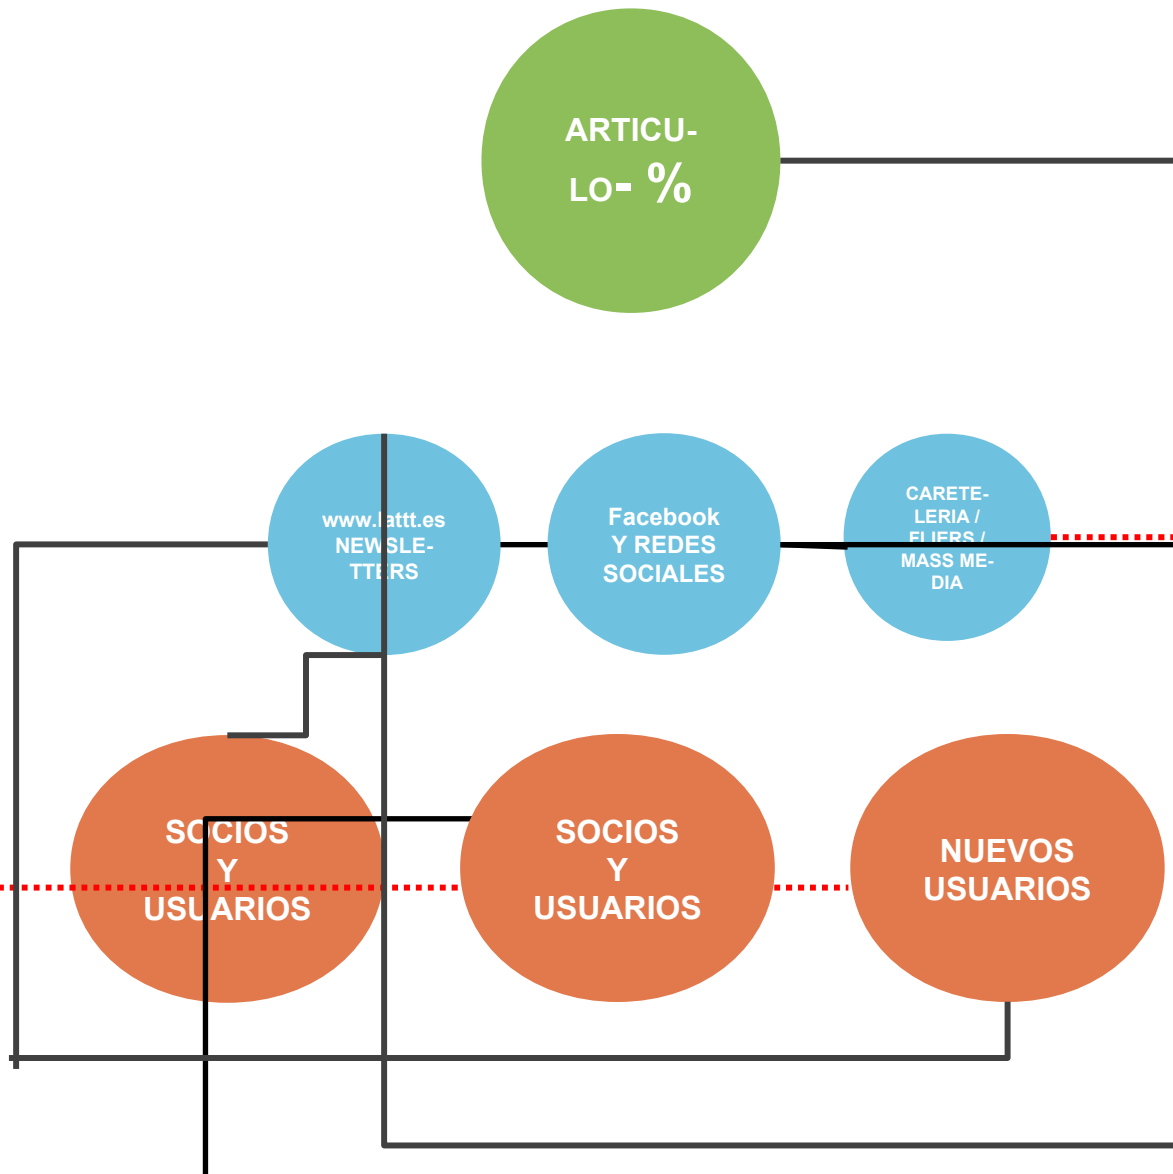 ARTICU-
LO- %
www.lattt.es
NEWSLE-
TTERS
Facebook
Y REDES
SOCIALES
CARETE-
LERIA /
FLIERS /
MASS ME-
DIA
SOCIOS
Y
USUARIOS
SOCIOS
Y
USUARIOS
NUEVOS
USUARIOS